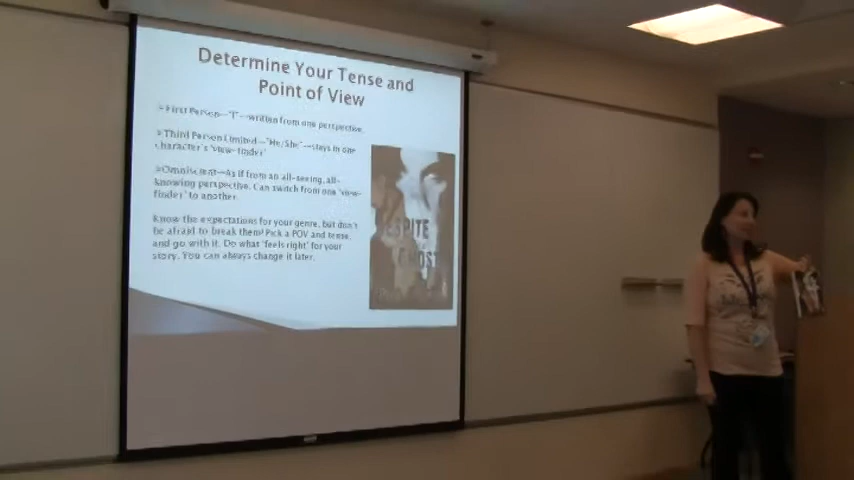 Determine Your Tense and
Point of View
First Person—"I"—written from one perspective.
Third Person Limited—"He/She"—stays in one
character's 'view-finder'
Omniscient—As if from an all-seeing, all-
knowing perspective. Can switch from one 'view-
finder' to another.
Know the expectations for your genre, but don't
be afraid to break them! Pick a POV and tense,
and go with it. Do what 'feels right' for your
story. You can always change it later.
ESPITE
GHOST